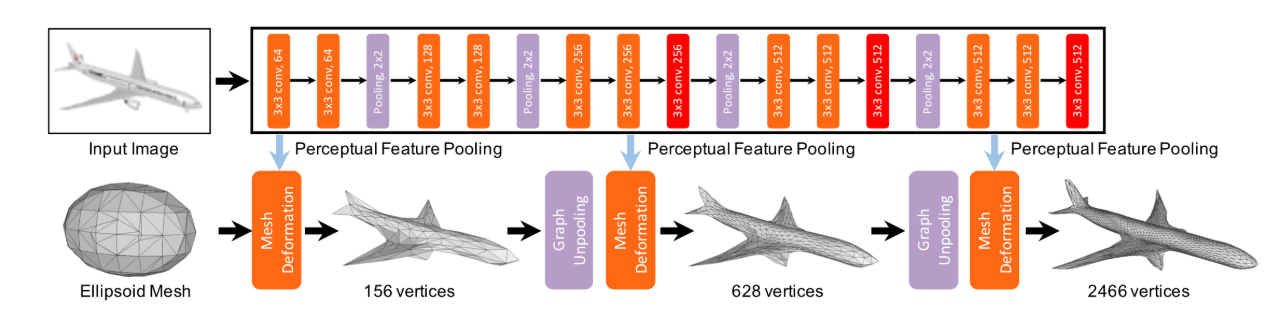 3x3 conv, 64
3x3 conv, 64
Pooling, 2x2
3x3 conv, 128
3x3 conv, 128
Pooling, 2x2
3x3 conv, 256
3x3 conv, 256
3x3 conv, 256
Pooling, 2x2
3x3 conv, 512
3x3 conv, 512
3x3 conv, 512
Pooling, 2x2
3x3 conv, 512
3x3 conv, 512
3x3 conv, 512
Input Image
Perceptual Feature Pooling
Perceptual Feature Pooling
Perceptual Feature Pooling
Mesh
Deformation
Graph
Unpooling
Mesh
Deformation
Graph
Unpooling
Mesh
Deformation
Ellipsoid Mesh
156 vertices
628 vertices
2466 vertices